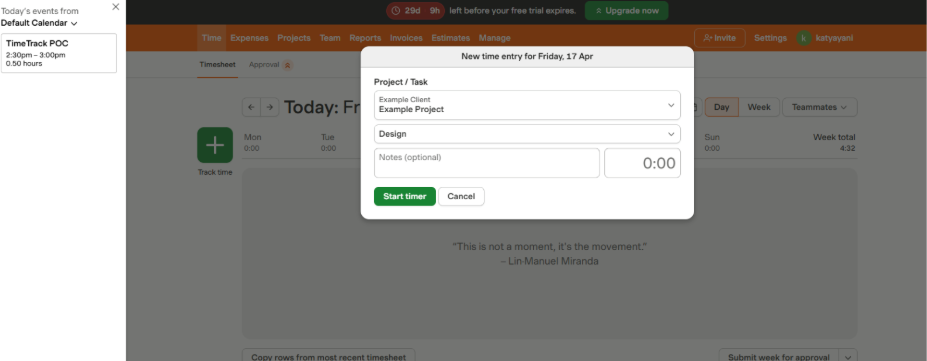 Today's events from
Default Calendar
TimeTrack POC
2:30pm – 3:00pm
0.50 hours
29d 9h left before your free trial expires.
Upgrade now
Time Expenses Projects Team Reports Invoices Estimates Manage
Invite Settings k katyayani
Timesheet Approval
Today: Fr
Day Week Teammates
Mon
0:00
Tue
0:00
Sun
0:00
Week total
4:32
Track time
New time entry for Friday, 17 Apr
Project / Task
Example Client
Example Project
Design
Notes (optional)
0:00
Start timer Cancel
"This is not a moment, it's the movement."
– Lin-Manuel Miranda
Copy rows from most recent timesheet
Submit week for approval